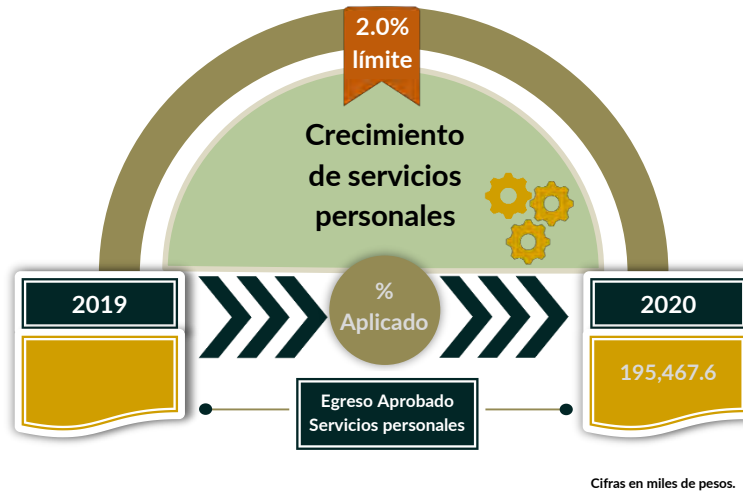 2.0%
límite
Crecimiento
de servicios
personales
2019
%
Aplicado
2020
195,467.6
Egreso Aprobado
Servicios personales
Cifras en miles de pesos.